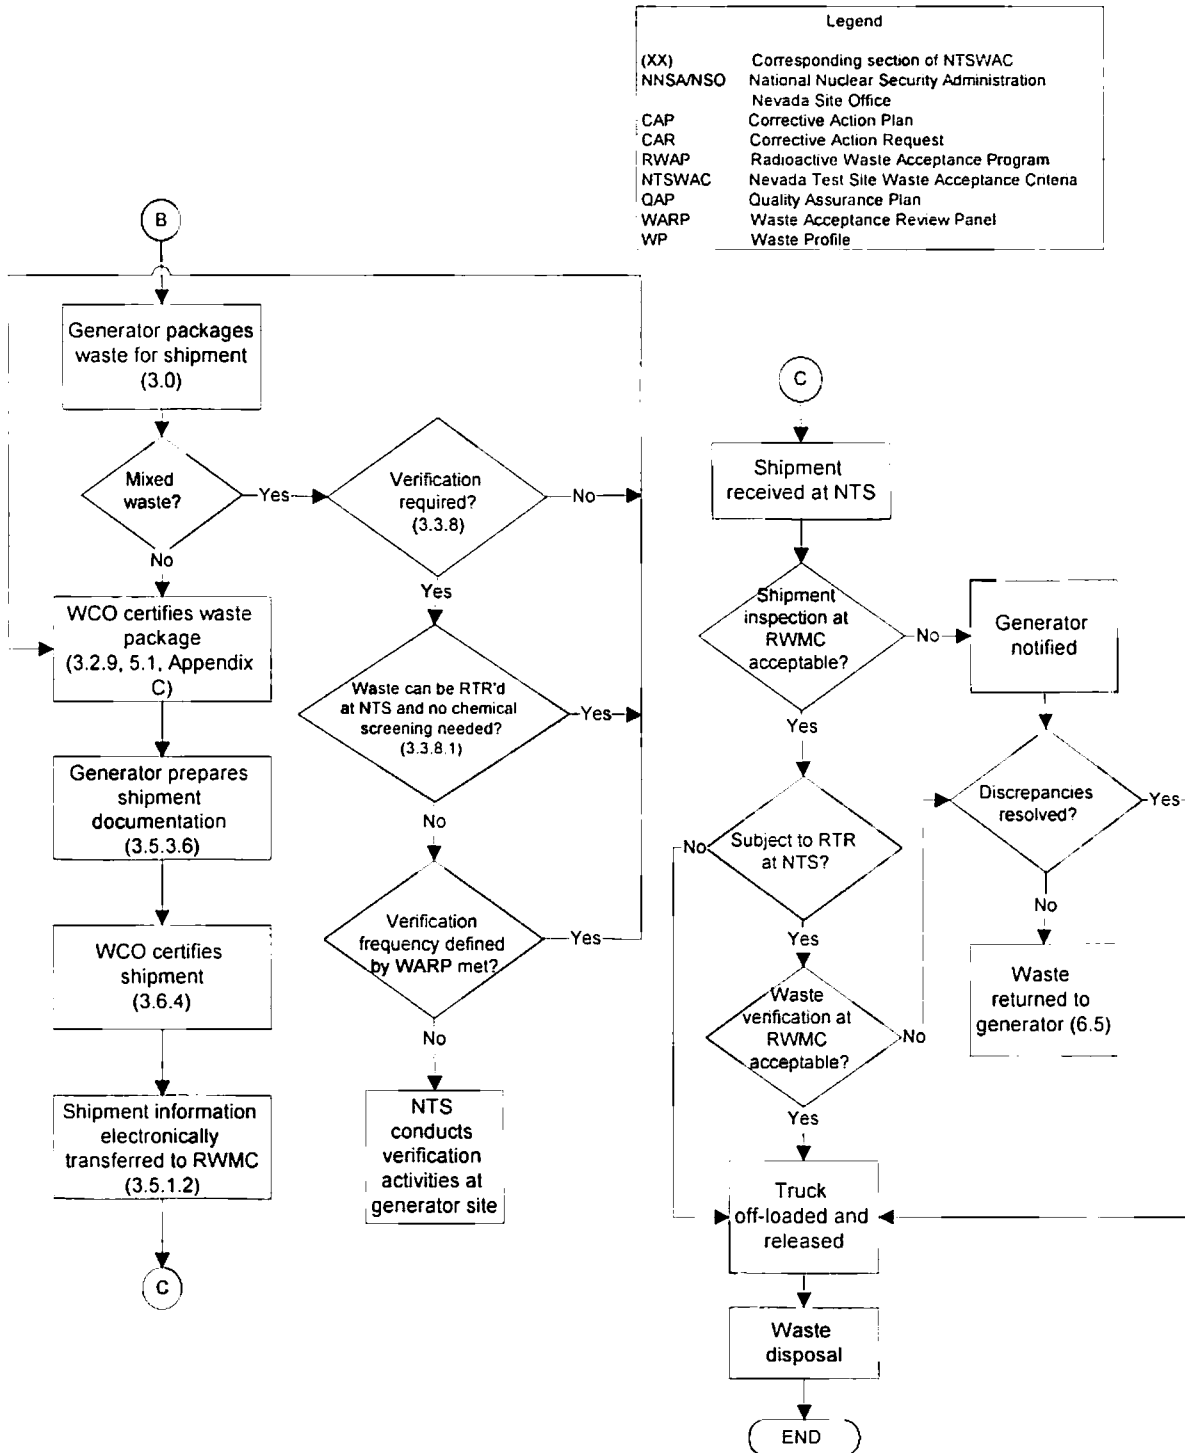 Legend
(XX) Corresponding section of NTSWAC
NNSA/NSO National Nuclear Security Administration
Nevada Site Office
CAP Corrective Action Plan
CAR Corrective Action Request
RWAP Radioactive Waste Acceptance Program
NTSWAC Nevada Test Site Waste Acceptance Criteria
QAP Quality Assurance Plan
WARP Waste Acceptance Review Panel
WP Waste Profile
B
Generator packages
waste for shipment
(3.0)
Mixed
waste?
Yes
No
Verification
required?
(3.3.8)
No
Yes
WCO certifies waste
package
(3.2.9, 5.1, Appendix
C)
Waste can be RTR'd
at NTS and no chemical
screening needed?
(3.3.8.1)
Yes
No
Generator prepares
shipment
documentation
(3.5.3.6)
Verification
frequency defined
by WARP met?
Yes
No
WCO certifies
shipment
(3.6.4)
NTS
conducts
verification
activities at
generator site
Shipment information
electronically
transferred to RWMC
(3.5.1.2)
C
C
Shipment
received at NTS
Shipment
inspection at
RWMC
acceptable?
No
Yes
Generator
notified
Discrepancies
resolved?
Yes
No
Waste
returned to
generator (6.5)
Subject to RTR
at NTS?
No
Yes
Waste
verification at
RWMC
acceptable?
No
Yes
Truck
off-loaded and
released
Waste
disposal
END